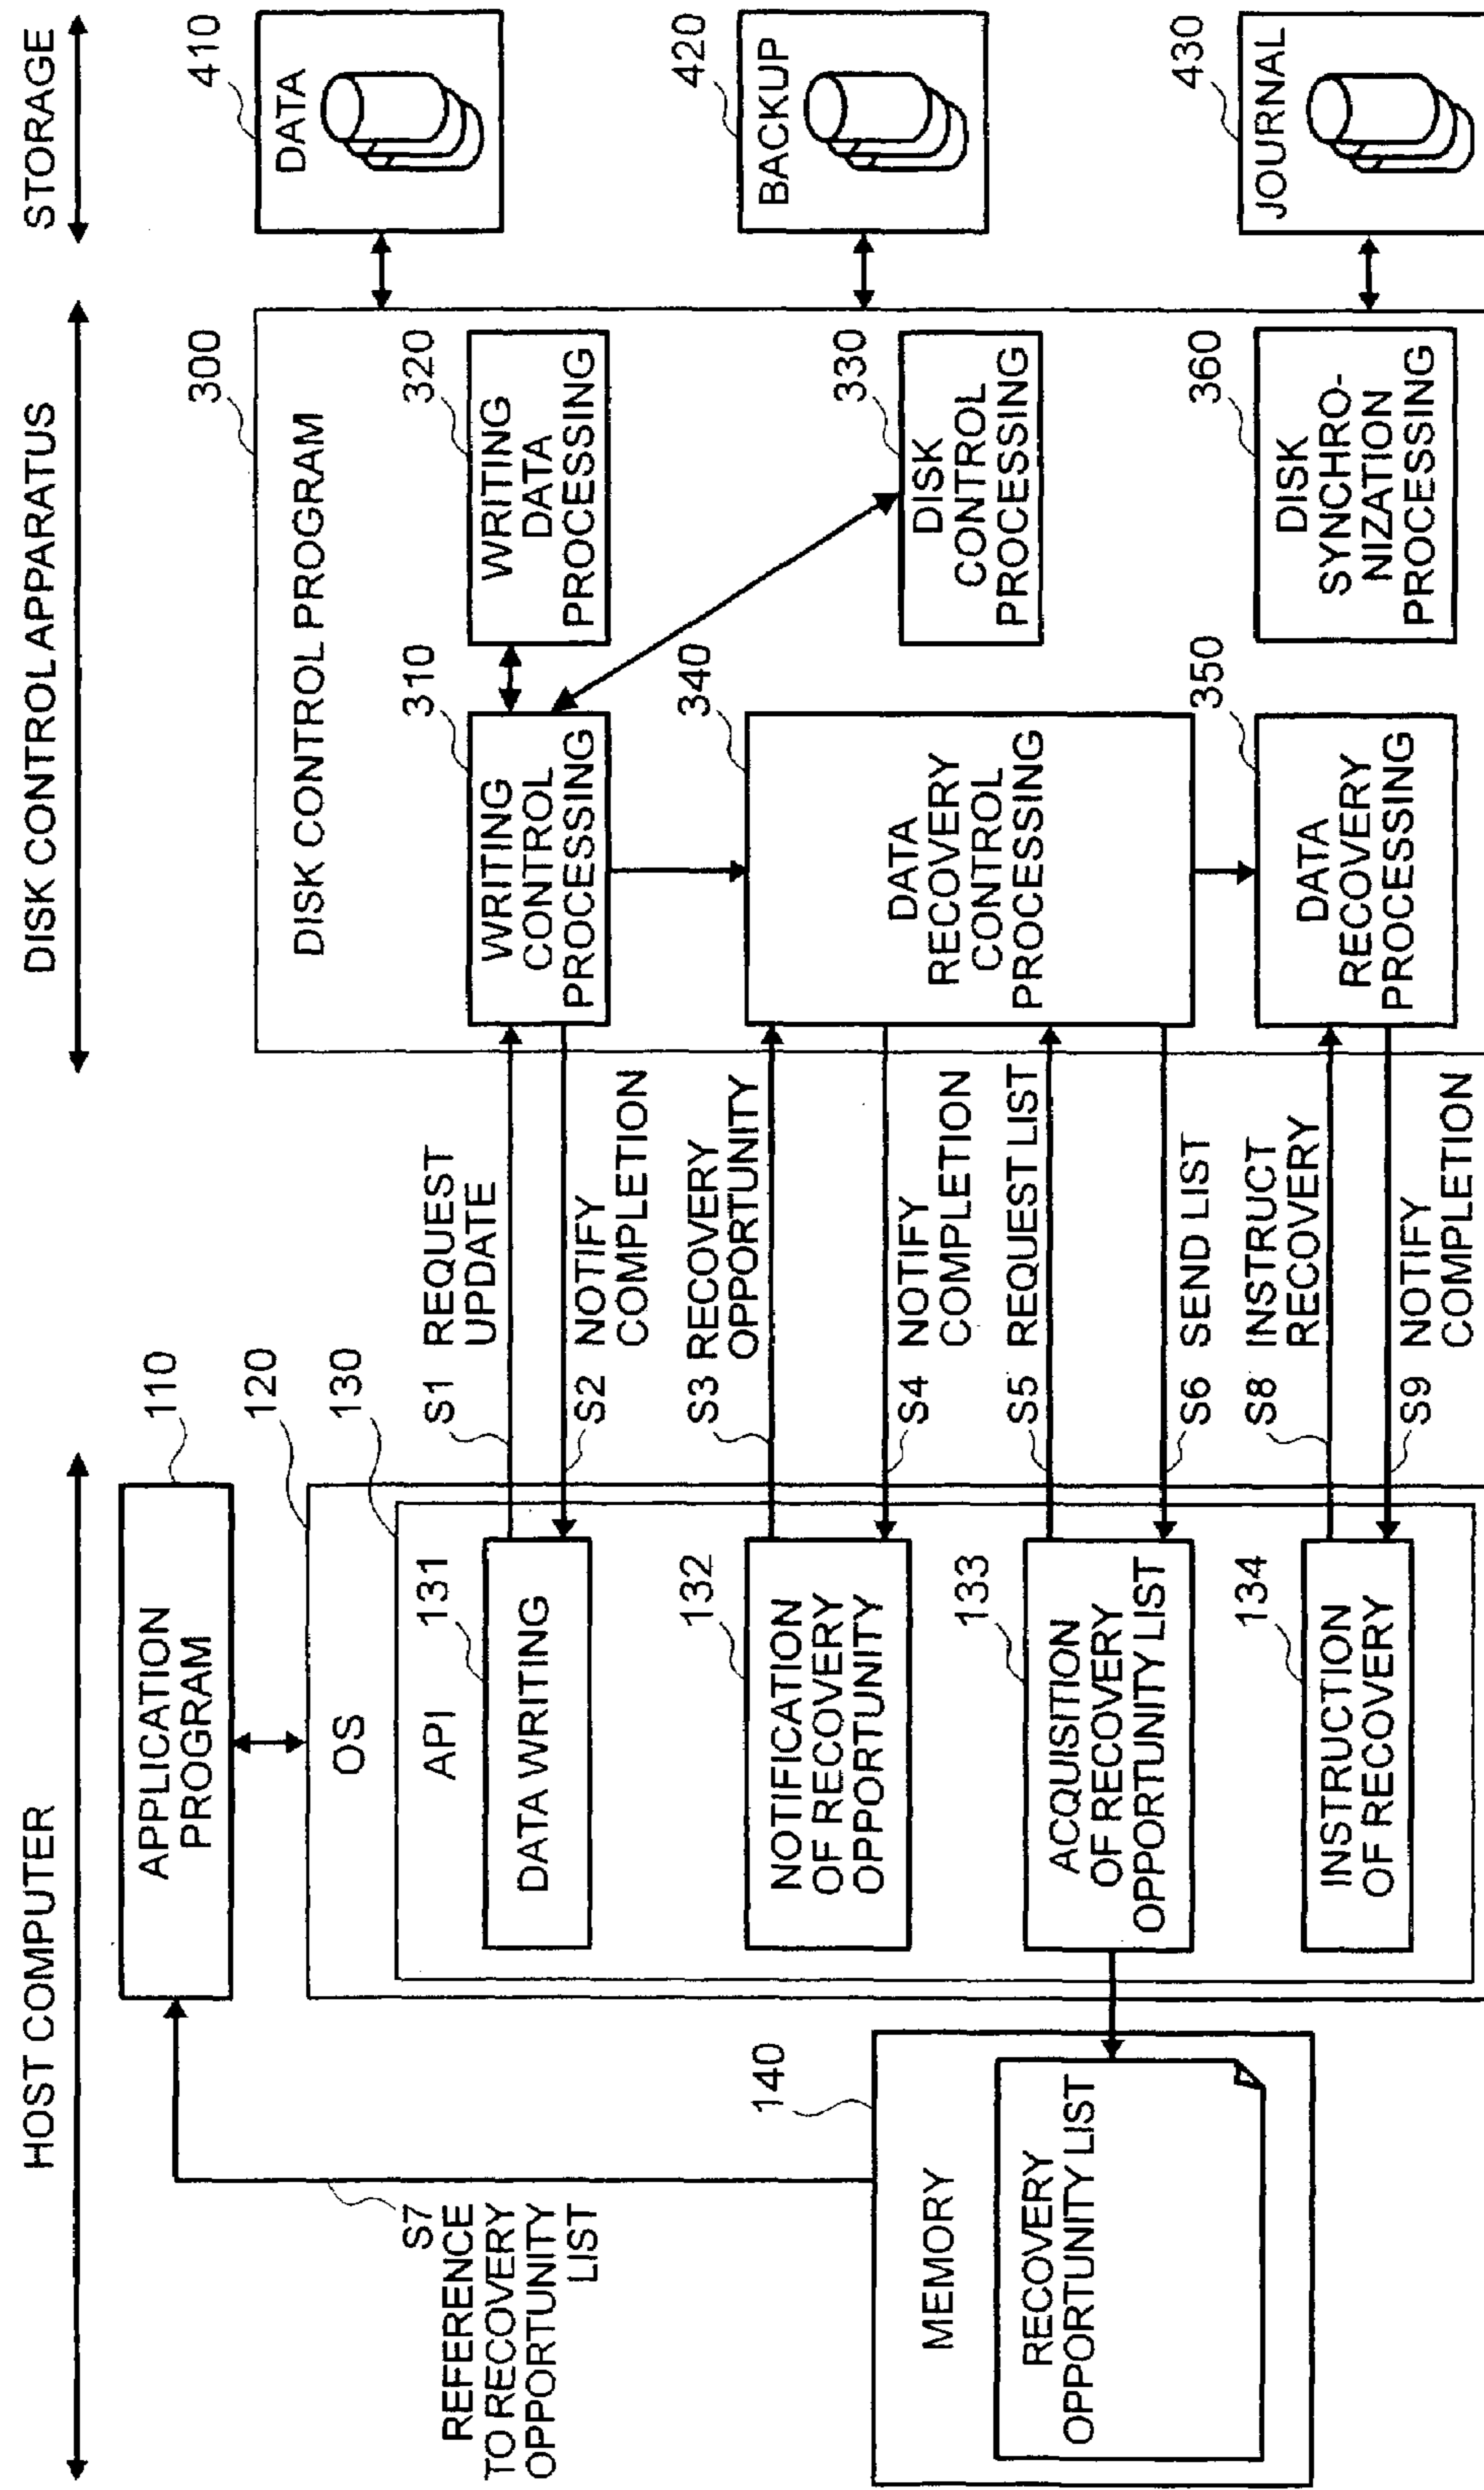 HOST COMPUTER
DISK CONTROL APPARATUS
STORAGE
S7
REFERENCE
TO RECOVERY
OPPORTUNITY
LIST
140
MEMORY
RECOVERY
OPPORTUNITY LIST
110
APPLICATION
PROGRAM
120
OS
130
API
131
DATA WRITING
132
NOTIFICATION
OF RECOVERY
OPPORTUNITY
133
ACQUISITION
OF RECOVERY
OPPORTUNITY LIST
134
INSTRUCTION
OF RECOVERY
S1 REQUEST
UPDATE
S2 NOTIFY
COMPLETION
S3 RECOVERY
OPPORTUNITY
S4 NOTIFY
COMPLETION
S5 REQUEST LIST
S6 SEND LIST
S8 INSTRUCT
RECOVERY
S9 NOTIFY
COMPLETION
300
DISK CONTROL PROGRAM
310
WRITING
CONTROL
PROCESSING
320
WRITING
DATA
PROCESSING
330
DISK
CONTROL
PROCESSING
340
DATA
RECOVERY
CONTROL
PROCESSING
350
DATA
RECOVERY
PROCESSING
360
DISK
SYNCHRO-
NIZATION
PROCESSING
410
DATA
420
BACKUP
430
JOURNAL